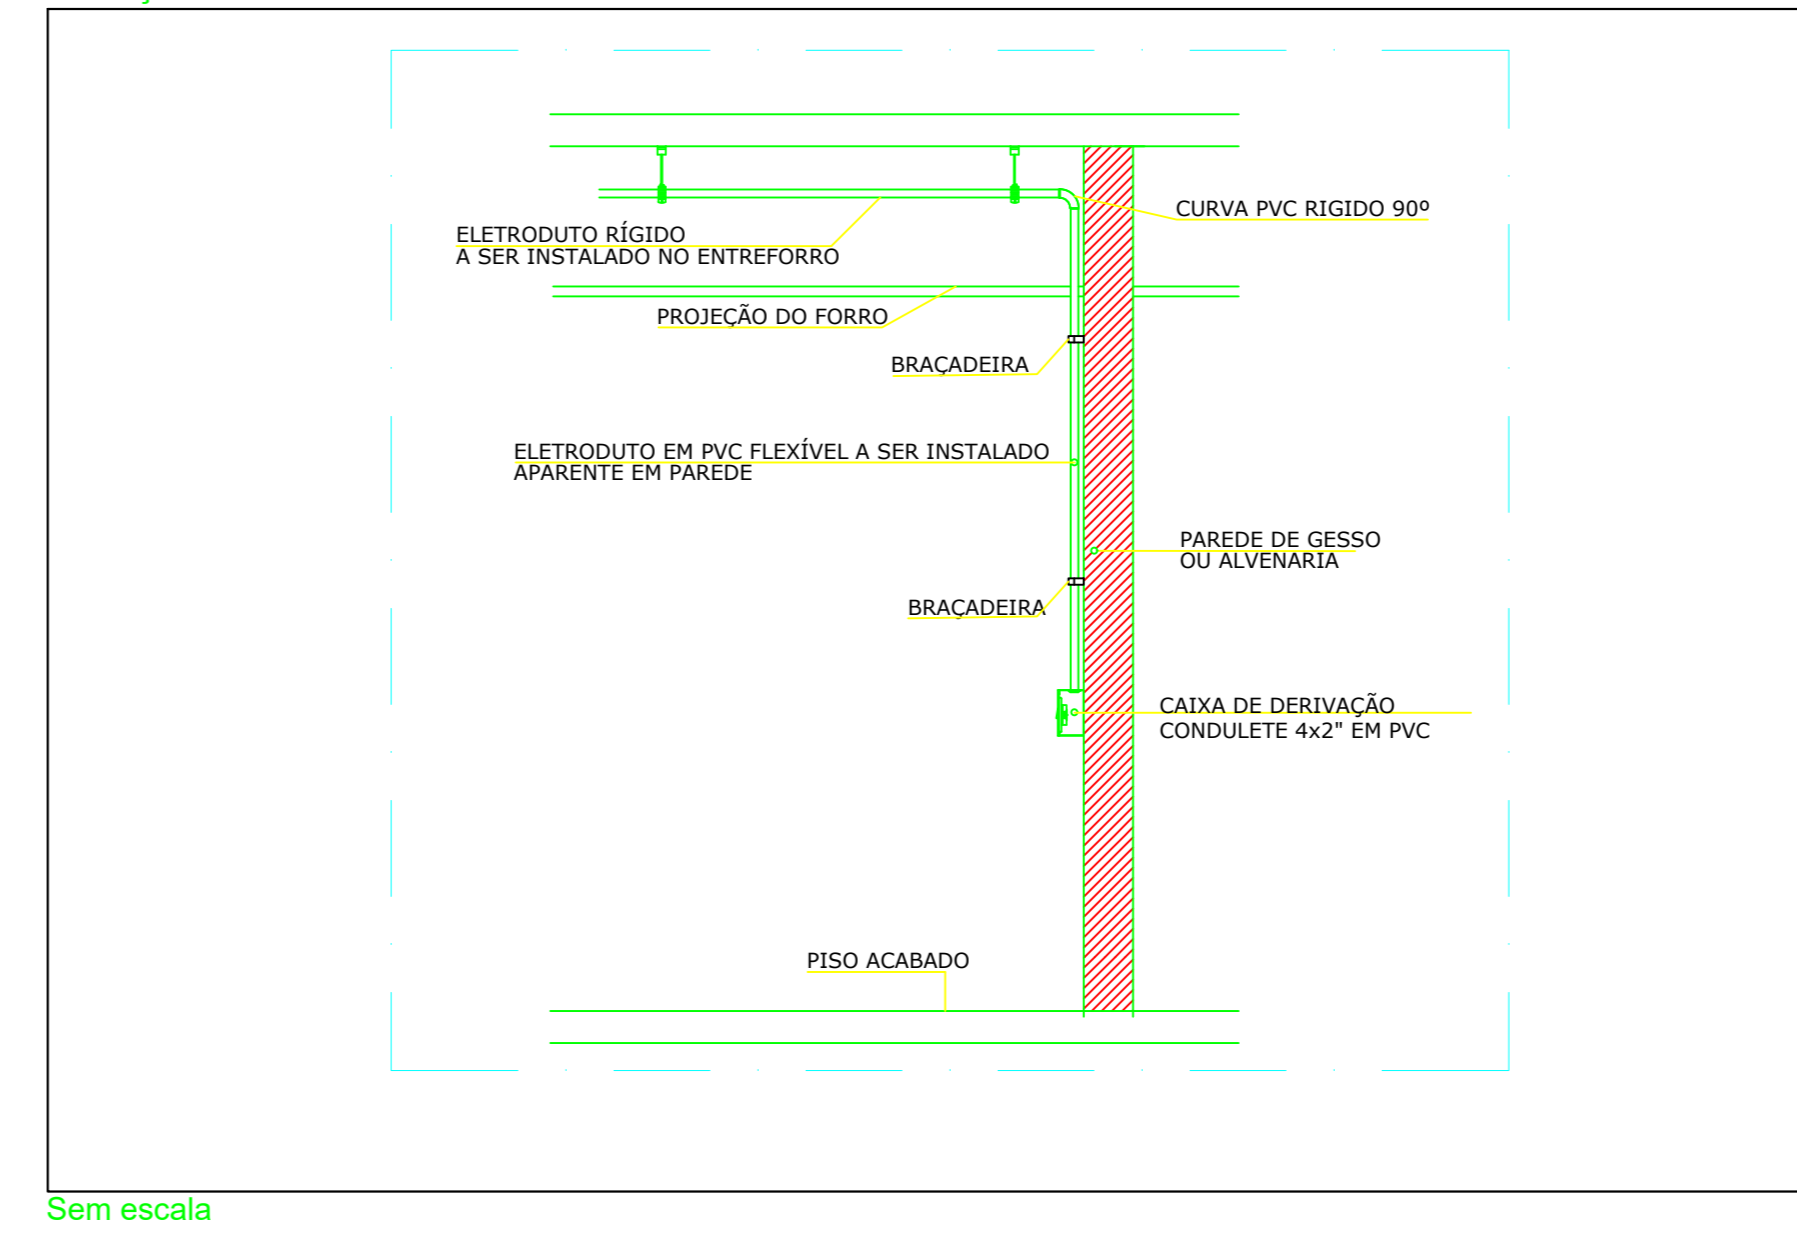 CURVA PVC RIGIDO 90º
ELETRODUTO RÍGIDO
A SER INSTALADO NO ENTREFORRO
PROJEÇÃO DO FORRO
BRAÇADEIRA
ELETRODUTO EM PVC FLEXÍVEL A SER INSTALADO
APARENTE EM PAREDE
PAREDE DE GESSO
OU ALVENARIA
BRAÇADEIRA
CAIXA DE DERIVAÇÃO
CONDULETE 4x2" EM PVC
PISO ACABADO
Sem escala